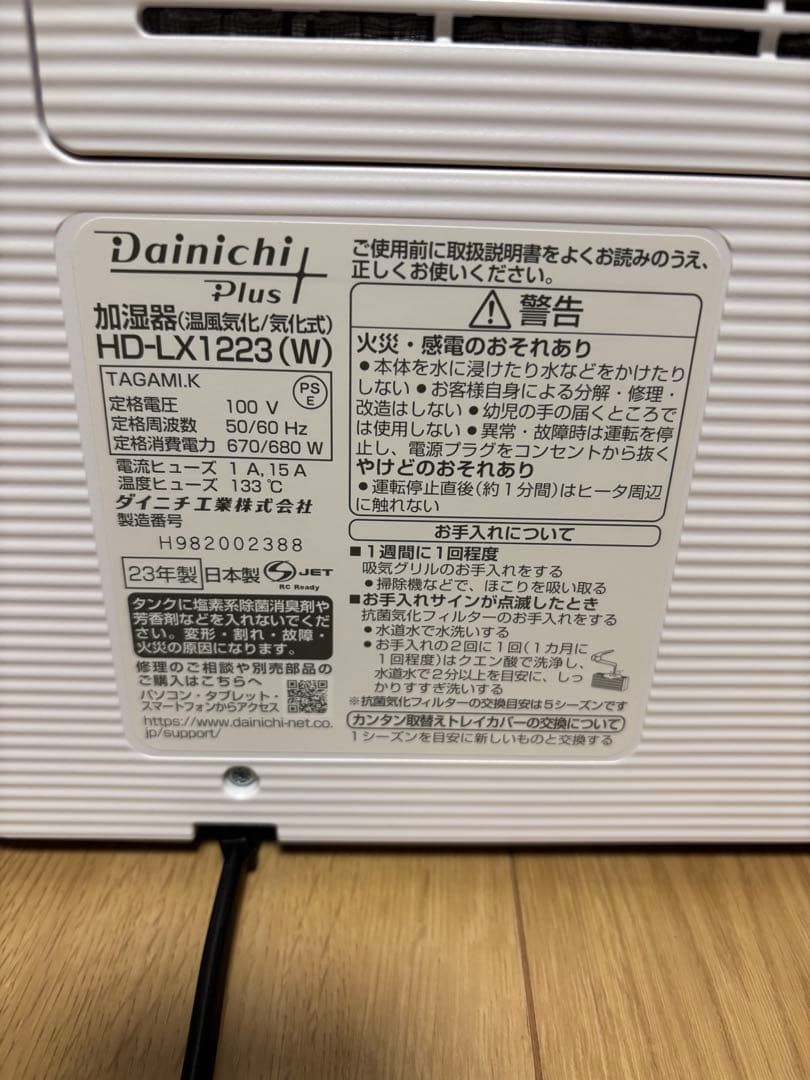 Dainichi
Plus
加湿器(温風気化/気化式)
HD-LX1223(W)
TAGAMI.K
PS
E
定格電圧 100 V
定格周波数 50/60 Hz
定格消費電力 670/680 W
電流ヒューズ 1 A, 15 A
温度ヒューズ 133 ℃
ダイニチ工業株式会社
製造番号
H982002388
23年製 日本製 S JET
RC Ready
タンクに塩素系除菌消臭剤や
芳香剤などを入れないでくだ
さい。変形・割れ・故障・
火災の原因になります。
修理のご相談や別売部品の
ご購入はこちらへ
パソコン・タブレット・
スマートフォンからアクセス
https://www.dainichi-net.co.
jp/support/
ご使用前に取扱説明書をよくお読みのうえ、
正しくお使いください。
警告
火災・感電のおそれあり
●本体を水に浸けたり水などをかけたり
しない ●お客様自身による分解・修理・
改造はしない ●幼児の手の届くところで
は使用しない ●異常・故障時は運転を停
止し、電源プラグをコンセントから抜く
やけどのおそれあり
●運転停止直後(約1分間)はヒータ周辺
に触れない
お手入れについて
■1週間に1回程度
吸気グリルのお手入れをする
●掃除機などで、ほこりを吸い取る
■お手入れサインが点滅したとき
抗菌気化フィルターのお手入れをする
●水道水で水洗いする
●お手入れの2回に1回(1カ月に
1回程度)はクエン酸で洗浄し、
水道水で2分以上を目安に、しっ
かりすすぎ洗いする
※抗菌気化フィルターの交換目安は5シーズンです
カンタン取替えトレイカバーの交換について
1シーズンを目安に新しいものと交換する